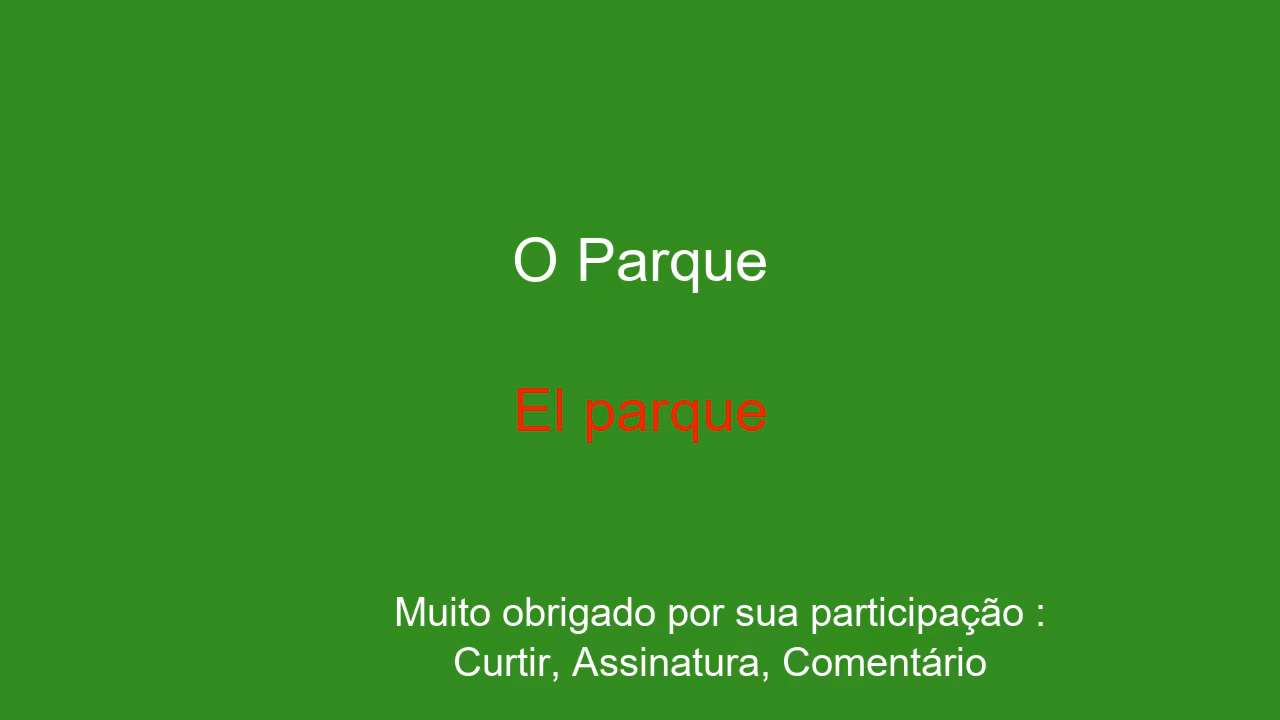 O Parque
El parque
Muito obrigado por sua participação :
Curtir, Assinatura, Comentário